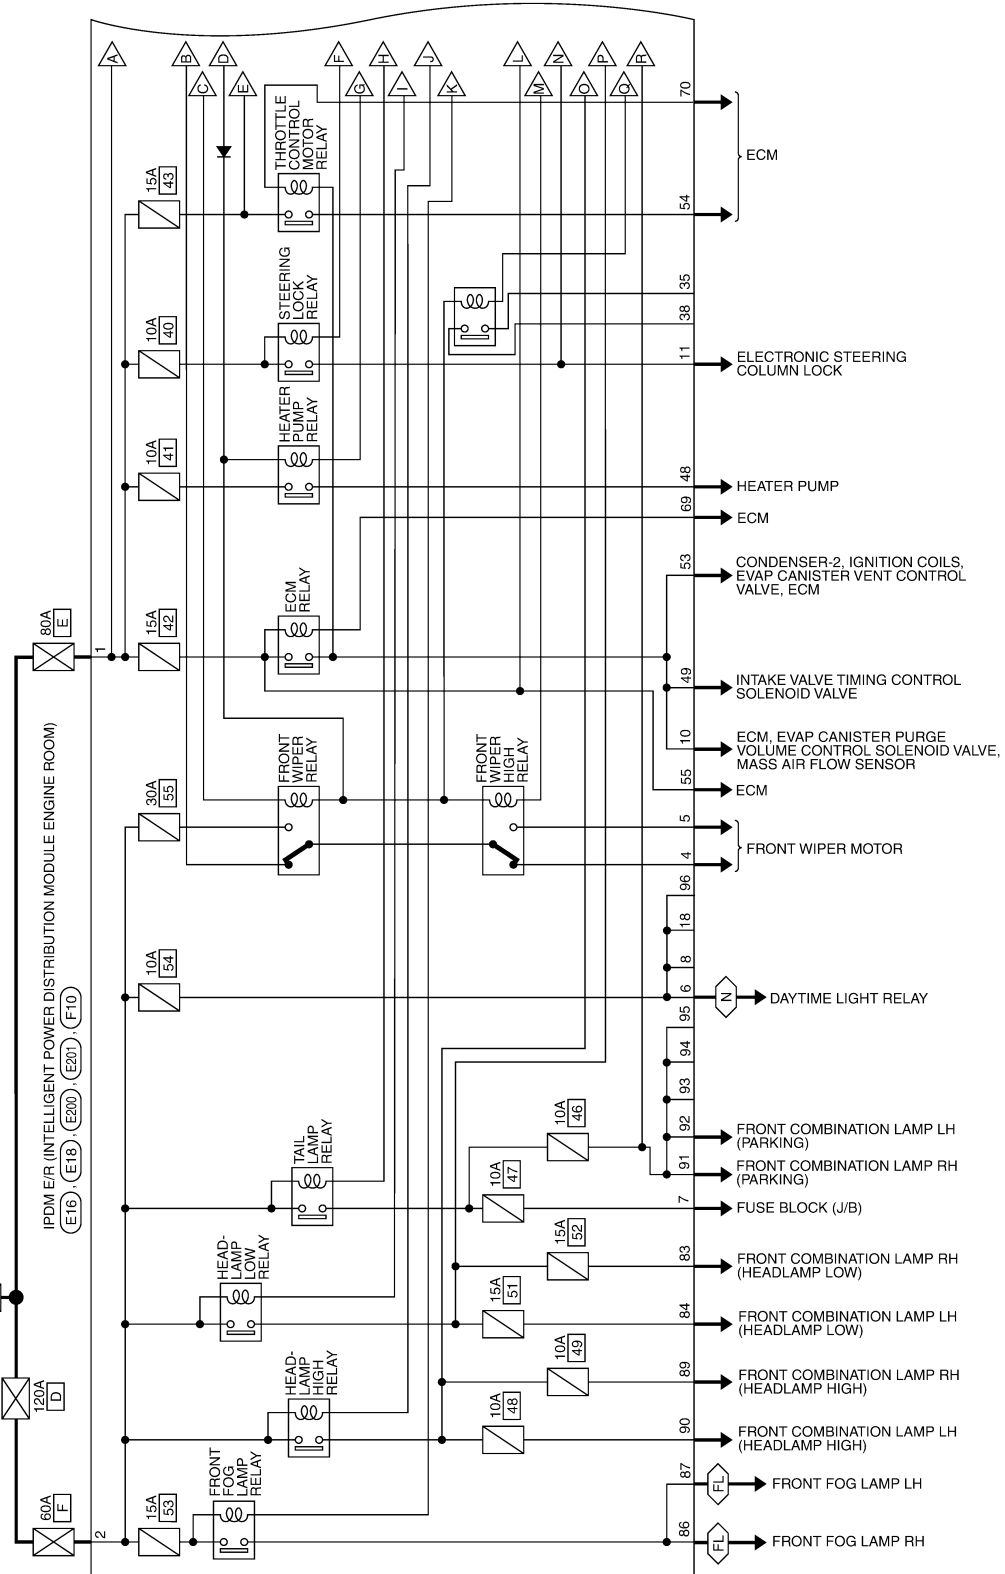 A
B
D
F
H
J
L
N
P
R
C
E
G
I
K
M
O
Q
70
THROTTLE
CONTROL
MOTOR
RELAY
ECM
15A
43
54
STEERING
LOCK
RELAY
35
38
10A
40
11
ELECTRONIC STEERING
COLUMN LOCK
HEATER
PUMP
RELAY
10A
41
48
HEATER PUMP
69
ECM
53
CONDENSER-2, IGNITION COILS,
EVAP CANISTER VENT CONTROL
VALVE, ECM
ECM
RELAY
80A
E
1
15A
42
49
INTAKE VALVE TIMING CONTROL
SOLENOID VALVE
IPDM E/R (INTELLIGENT POWER DISTRIBUTION MODULE ENGINE ROOM)
E16 , E18 , E200 , E201 , F10
10
ECM, EVAP CANISTER PURGE
VOLUME CONTROL SOLENOID VALVE,
MASS AIR FLOW SENSOR
FRONT
WIPER
RELAY
FRONT
WIPER
HIGH
RELAY
55
ECM
30A
55
5
4
FRONT WIPER MOTOR
96
18
8
10A
54
6
N
DAYTIME LIGHT RELAY
95
94
93
92
FRONT COMBINATION LAMP LH
(PARKING)
10A
46
91
FRONT COMBINATION LAMP RH
(PARKING)
TAIL
LAMP
RELAY
10A
47
7
FUSE BLOCK (J/B)
15A
52
83
FRONT COMBINATION LAMP RH
(HEADLAMP LOW)
HEAD-
LAMP
LOW
RELAY
15A
51
84
FRONT COMBINATION LAMP LH
(HEADLAMP LOW)
10A
49
89
FRONT COMBINATION LAMP RH
(HEADLAMP HIGH)
120A
D
HEAD-
LAMP
HIGH
RELAY
10A
48
90
FRONT COMBINATION LAMP LH
(HEADLAMP HIGH)
87
FL
FRONT FOG LAMP LH
FRONT
FOG
LAMP
RELAY
60A
F
2
15A
53
86
FL
FRONT FOG LAMP RH